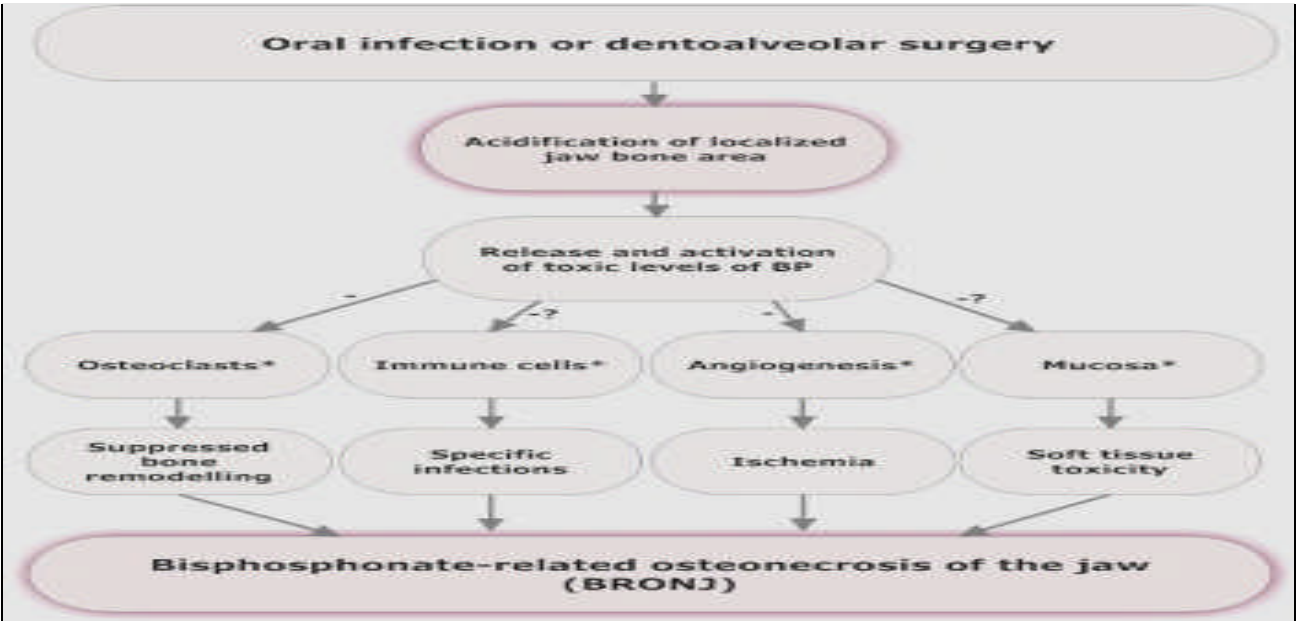 Oral infection or dentoalveolar surgery
Acidification of localized
jaw bone area
Release and activation
of toxic levels of BP
-
-?
-
-?
Osteoclasts*
Immune cells*
Angiogenesis*
Mucosa*
Suppressed
bone
remodelling
Specific
infections
Ischemia
Soft tissue
toxicity
Bisphosphonate-related osteonecrosis of the jaw
(BRONJ)